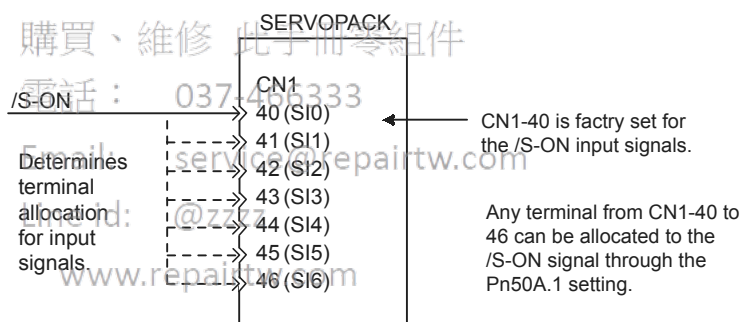 SERVOPACK
購買、維修 此手冊零組件
電話： 037-466333
CN1
/S-ON
40 (SI0)
41 (SI1)
42 (SI2)
43 (SI3)
44 (SI4)
45 (SI5)
46 (SI6)
CN1-40 is factry set for
the /S-ON input signals.
Email: service@repairtw.com
Determines
terminal
allocation
for input
signals.
Line id: @zzzz
Any terminal from CN1-40 to
46 can be allocated to the
/S-ON signal through the
Pn50A.1 setting.
www.repairtw.com